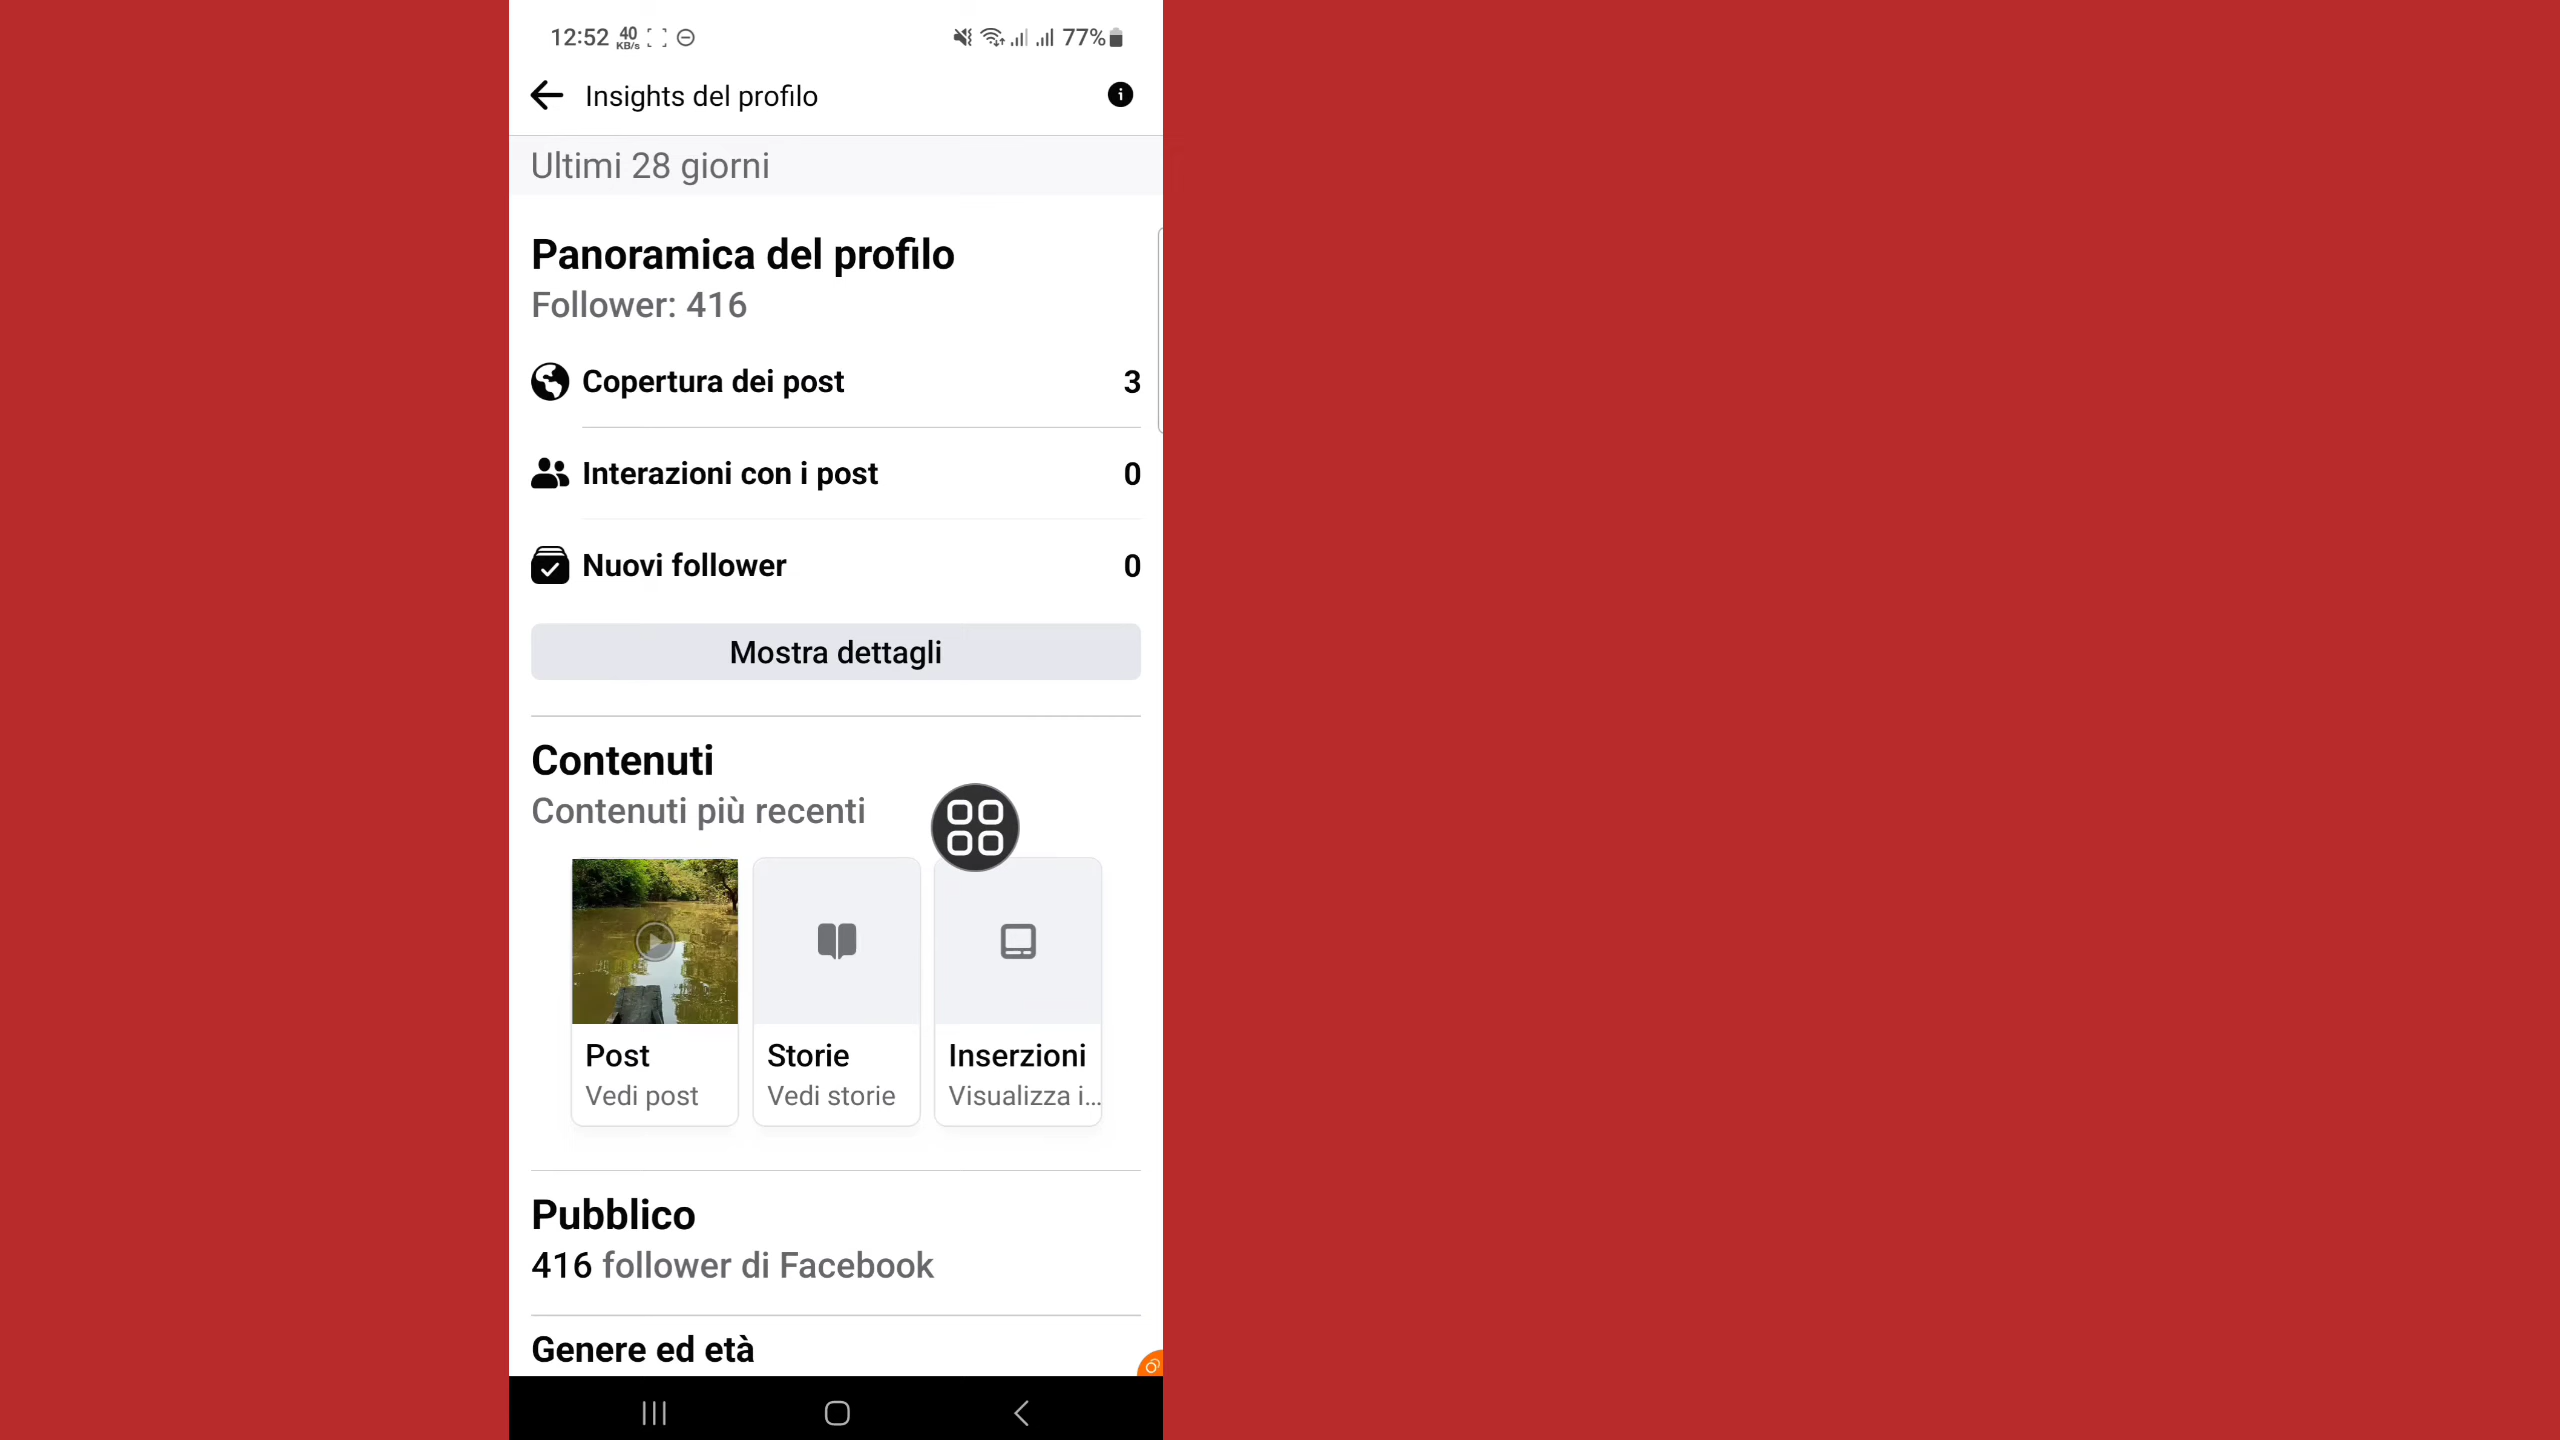 12:52 40 KB/s 77%
Insights del profilo
Ultimi 28 giorni
Panoramica del profilo
Follower: 416
Copertura dei post 3
Interazioni con i post 0
Nuovi follower 0
Mostra dettagli
Contenuti
Contenuti più recenti
Post Storie Inserzioni
Vedi post Vedi storie Visualizza i...
Pubblico
416 follower di Facebook
Genere ed età